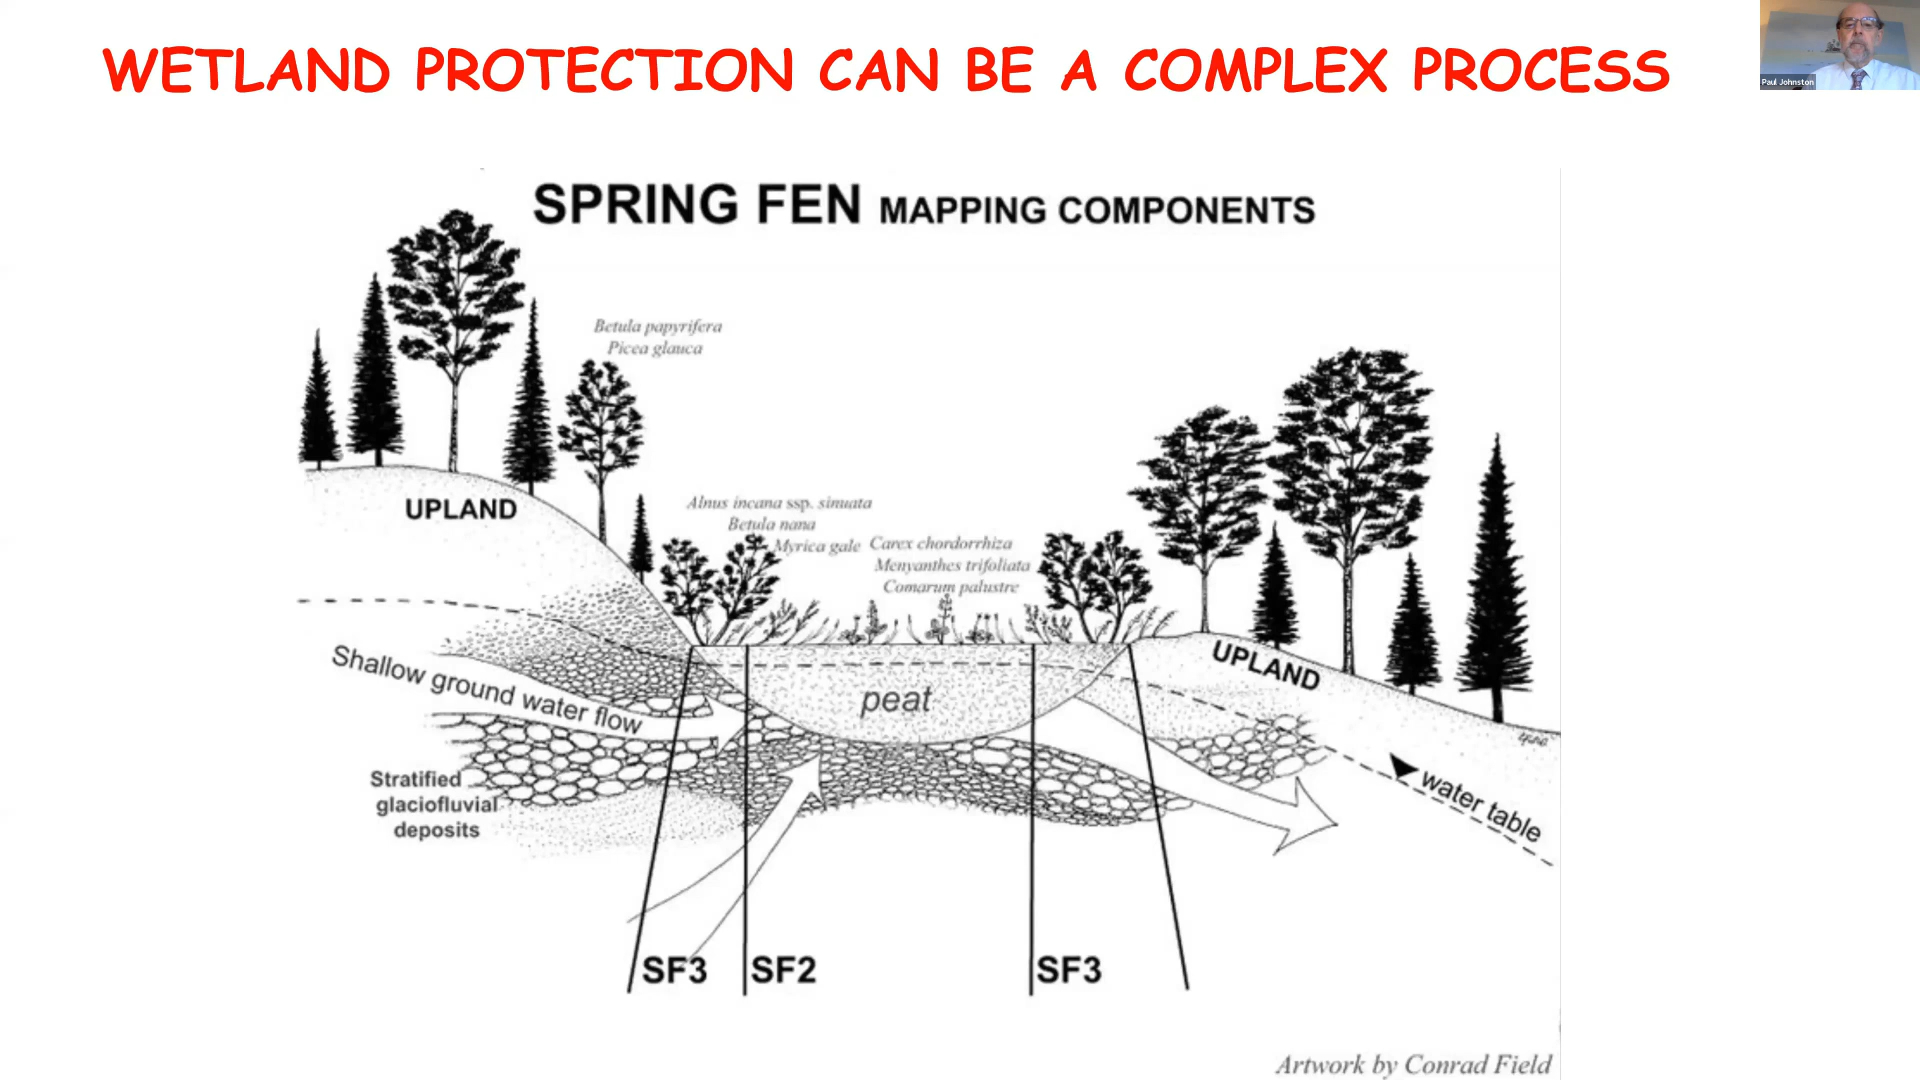 WETLAND PROTECTION CAN BE A COMPLEX PROCESS
Paul Johnston
SPRING FEN MAPPING COMPONENTS
Betula papyrifera
Picea glauca
UPLAND
Alnus incana ssp. sinuata
Betula nana
Myrica gale
Carex chordorrhiza
Menyanthes trifoliata
Comarum palustre
UPLAND
Shallow ground water flow
peat
Stratified
glaciofluvial
deposits
water table
SF3
SF2
SF3
Artwork by Conrad Field